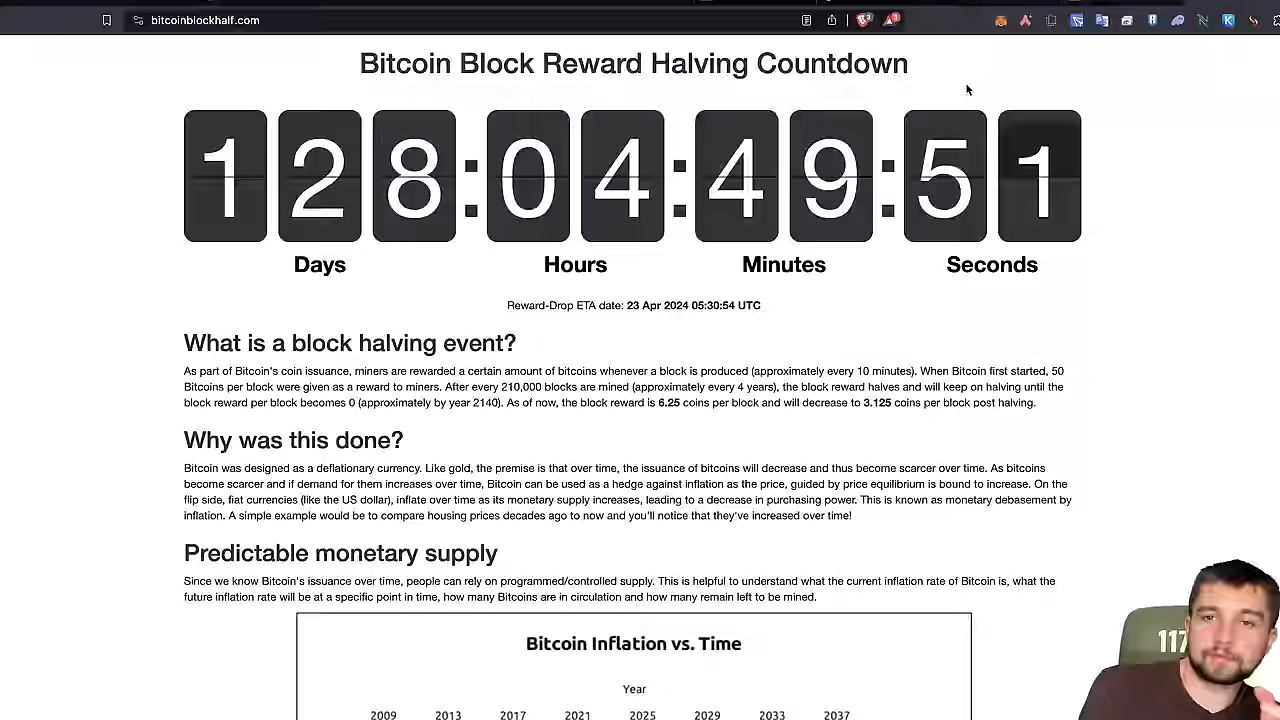 bitcoinblockhalf.com
Bitcoin Block Reward Halving Countdown
128:04:49:51
Days Hours Minutes Seconds
Reward-Drop ETA date: 23 Apr 2024 05:30:54 UTC
What is a block halving event?
As part of Bitcoin's coin issuance, miners are rewarded a certain amount of bitcoins whenever a block is produced (approximately every 10 minutes). When Bitcoin first started, 50
Bitcoins per block were given as a reward to miners. After every 210,000 blocks are mined (approximately every 4 years), the block reward halves and will keep on halving until the
block reward per block becomes 0 (approximately by year 2140). As of now, the block reward is 6.25 coins per block and will decrease to 3.125 coins per block post halving.
Why was this done?
Bitcoin was designed as a deflationary currency. Like gold, the premise is that over time, the issuance of bitcoins will decrease and thus become scarcer over time. As bitcoins
become scarcer and if demand for them increases over time, Bitcoin can be used as a hedge against inflation as the price, guided by price equilibrium is bound to increase. On the
flip side, fiat currencies (like the US dollar), inflate over time as its monetary supply increases, leading to a decrease in purchasing power. This is known as monetary debasement by
inflation. A simple example would be to compare housing prices decades ago to now and you'll notice that they've increased over time!
Predictable monetary supply
Since we know Bitcoin's issuance over time, people can rely on programmed/controlled supply. This is helpful to understand what the current inflation rate of Bitcoin is, what the
future inflation rate will be at a specific point in time, how many Bitcoins are in circulation and how many remain left to be mined.
Bitcoin Inflation vs. Time
Year
2009 2013 2017 2021 2025 2029 2033 2037
117